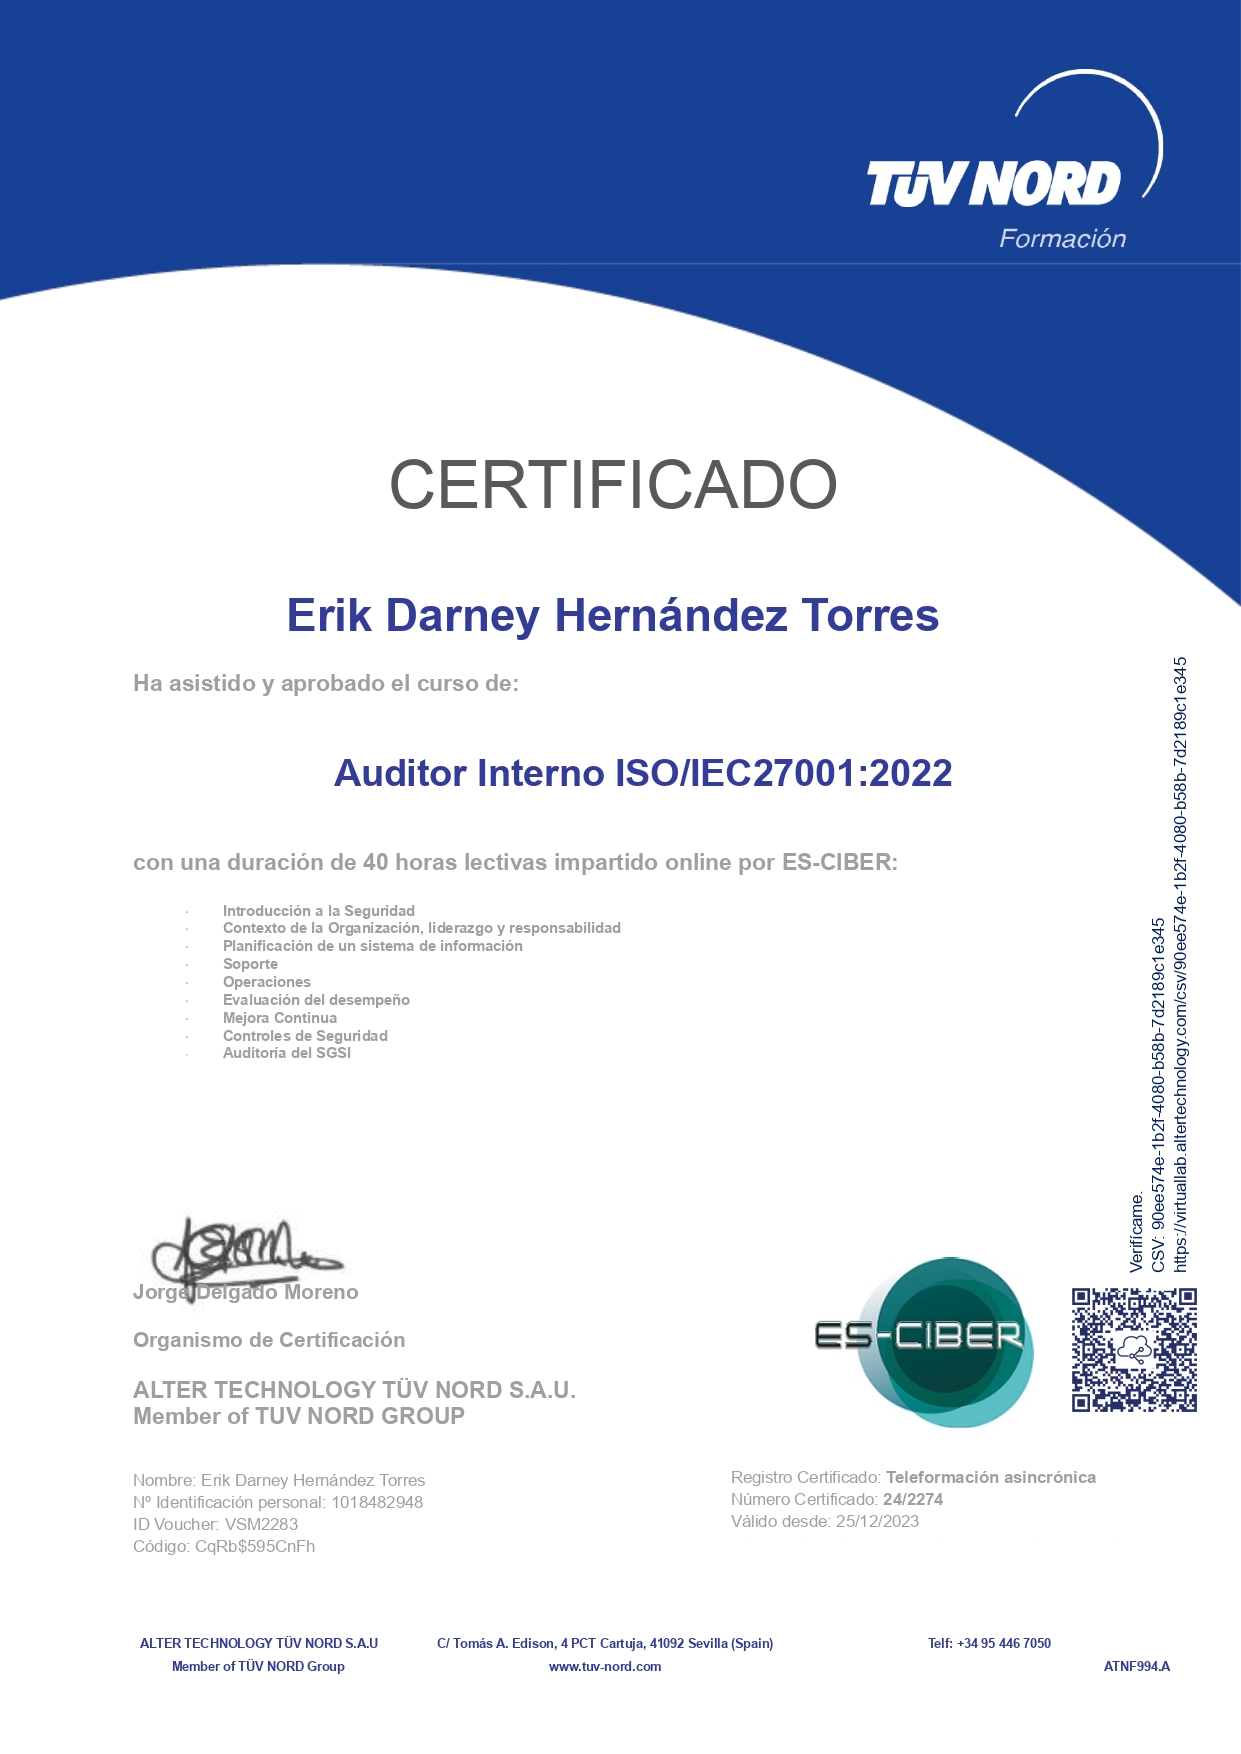 TÜV NORD
Formación
CERTIFICADO
Erik Darney Hernández Torres
Ha asistido y aprobado el curso de:
Auditor Interno ISO/IEC27001:2022
con una duración de 40 horas lectivas impartido online por ES-CIBER:
· Introducción a la Seguridad
· Contexto de la Organización, liderazgo y responsabilidad
· Planificación de un sistema de información
· Soporte
· Operaciones
· Evaluación del desempeño
· Mejora Continua
· Controles de Seguridad
· Auditoría del SGSI
Verifícame.
CSV: 90ee574e-1b2f-4080-b58b-7d2189c1e345
https://virtuallab.altertechnology.com/csv/90ee574e-1b2f-4080-b58b-7d2189c1e345
Jorge Delgado Moreno
Organismo de Certificación
ALTER TECHNOLOGY TÜV NORD S.A.U.
Member of TUV NORD GROUP
ES-CIBER
Nombre: Erik Darney Hernández Torres
Nº Identificación personal: 1018482948
ID Voucher: VSM2283
Código: CqRb$595CnFh
Registro Certificado: Teleformación asincrónica
Número Certificado: 24/2274
Válido desde: 25/12/2023
ALTER TECHNOLOGY TÜV NORD S.A.U
Member of TÜV NORD Group
C/ Tomás A. Edison, 4 PCT Cartuja, 41092 Sevilla (Spain)
www.tuv-nord.com
Telf: +34 95 446 7050
ATNF994.A